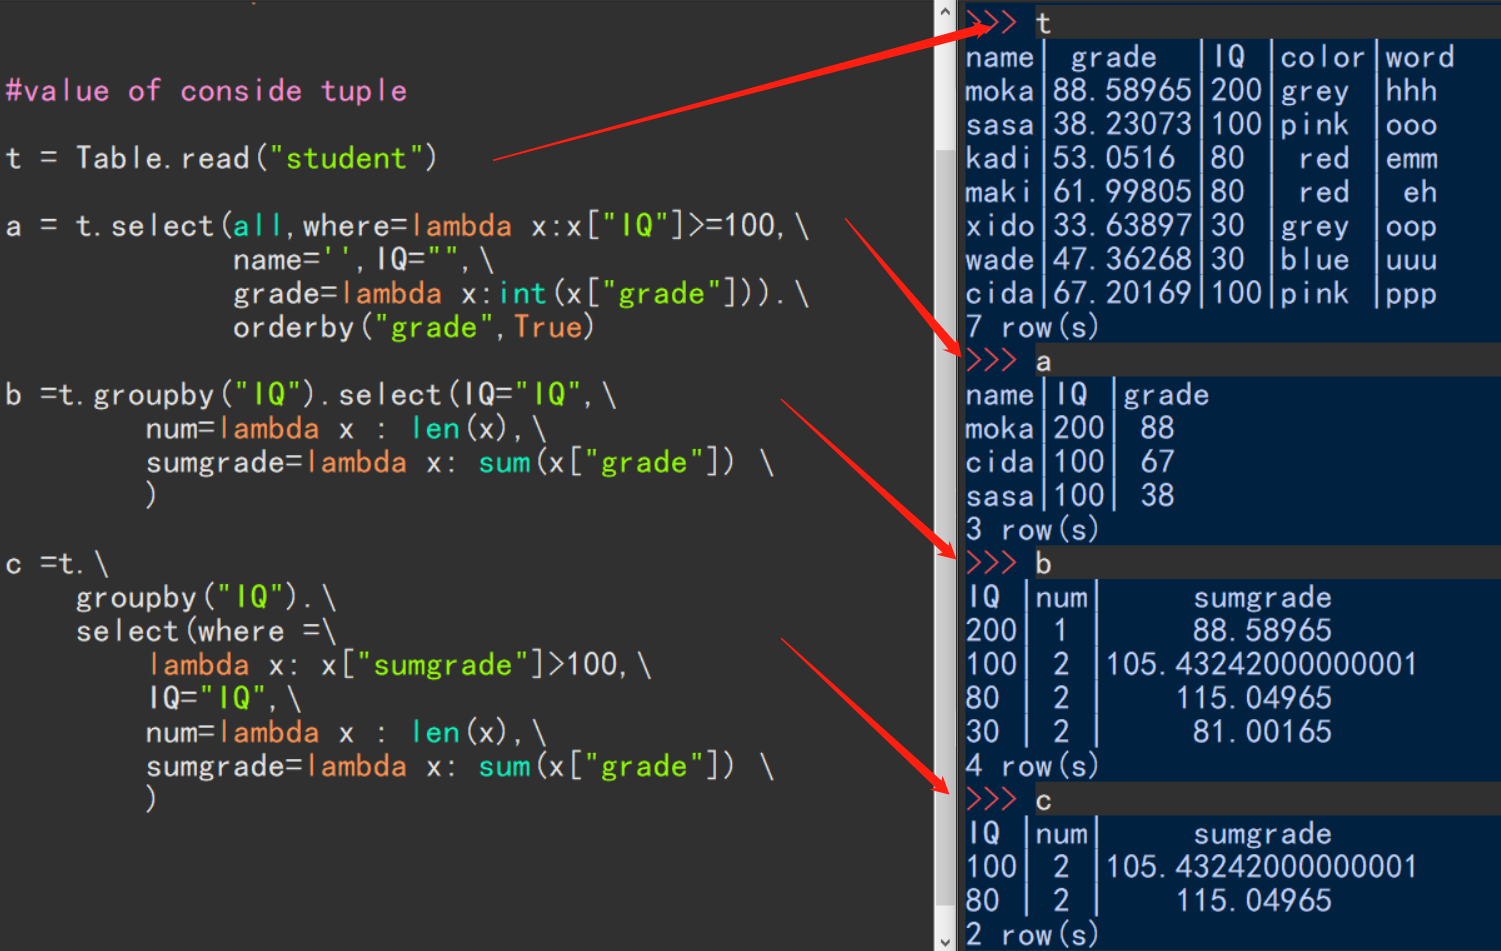 #value of conside tuple
t = Table.read("student")
a = t.select(all,where=lambda x:x["IQ"]>=100,\
name='',IQ="",\
grade=lambda x:int(x["grade"])).\
orderby("grade",True)
b =t.groupby("IQ").select(IQ="IQ",\
num=lambda x : len(x),\
sumgrade=lambda x: sum(x["grade"]) \
)
c =t.\
groupby("IQ").\
select(where =\
lambda x: x["sumgrade"]>100,\
IQ="IQ",\
num=lambda x : len(x),\
sumgrade=lambda x: sum(x["grade"]) \
)
>>> t
name| grade |IQ |color|word
moka|88.58965|200|grey |hhh
sasa|38.23073|100|pink |ooo
kadi|53.0516 |80 | red |emm
maki|61.99805|80 | red | eh
xido|33.63897|30 |grey |oop
wade|47.36268|30 |blue |uuu
cida|67.20169|100|pink |ppp
7 row(s)
>>> a
name|IQ |grade
moka|200| 88
cida|100| 67
sasa|100| 38
3 row(s)
>>> b
IQ |num| sumgrade
200| 1 | 88.58965
100| 2 |105.43242000000001
80 | 2 | 115.04965
30 | 2 | 81.00165
4 row(s)
>>> c
IQ |num| sumgrade
100| 2 |105.43242000000001
80 | 2 | 115.04965
2 row(s)